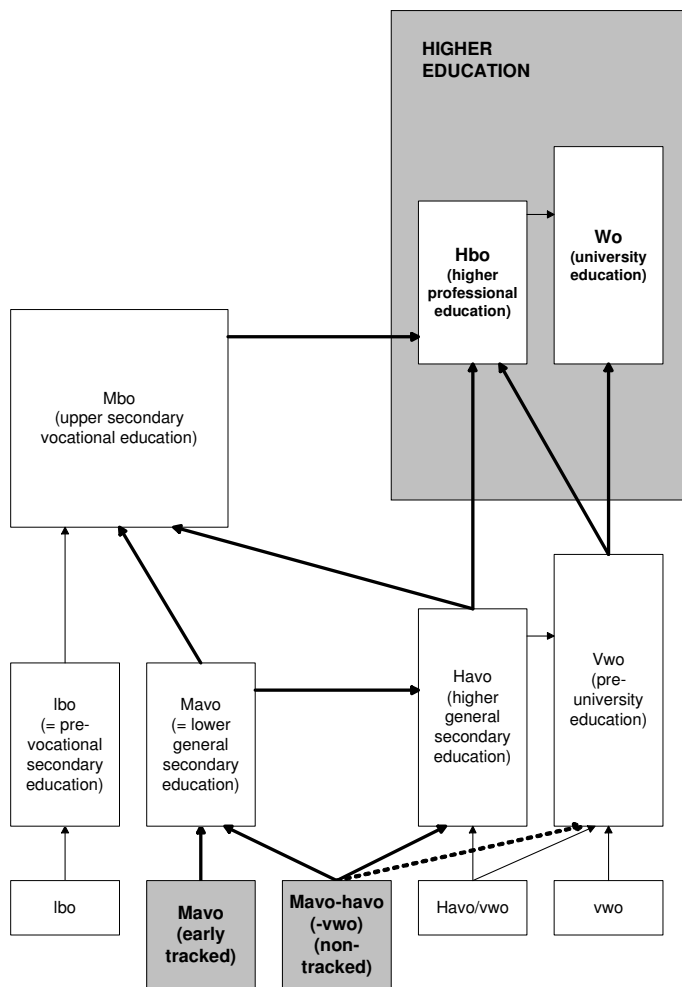 HIGHER
EDUCATION
Hbo
(higher
professional
education)
Wo
(university
education)
Mbo
(upper secondary
vocational education)
lbo
(= pre-
vocational
secondary
education)
Mavo
(= lower
general
secondary
education)
Havo
(higher
general
secondary
education)
Vwo
(pre-
university
education)
lbo
Mavo
(early
tracked)
Mavo-havo
(-vwo)
(non-
tracked)
Havo/vwo
vwo